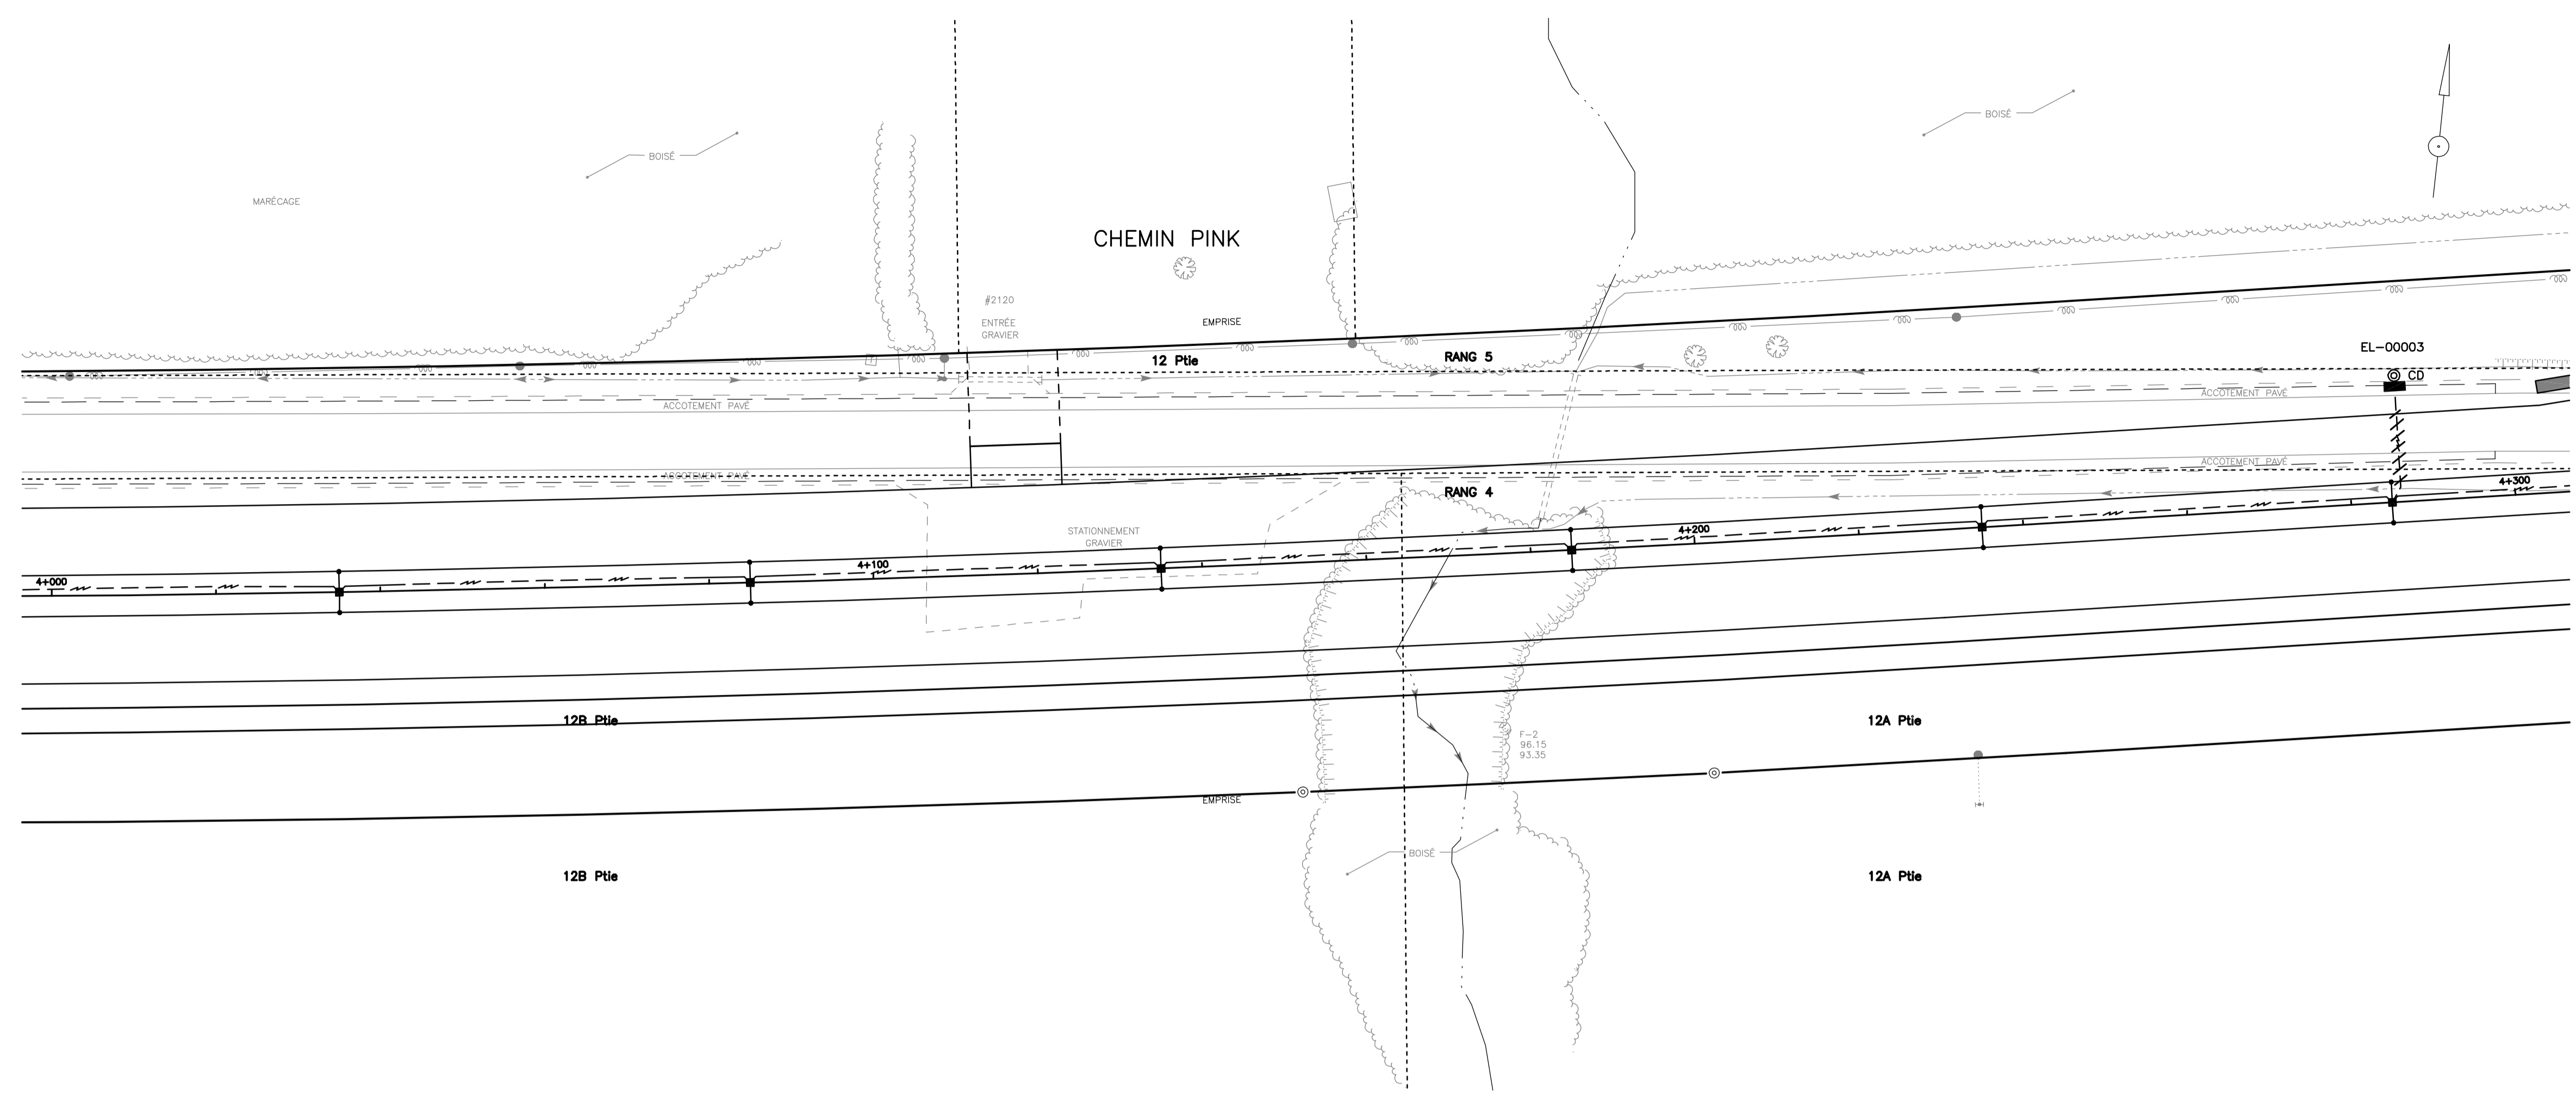 BOISÉ
BOISÉ
MARÉCAGE
CHEMIN PINK
#2120
ENTRÉE
GRAVIER
EMPRISE
12 Ptie
RANG 5
EL-00003
CD
ACCOTEMENT PAVÉ
ACCOTEMENT PAVÉ
ACCOTEMENT PAVÉ
ACCOTEMENT PAVÉ
RANG 4
4+300
STATIONNEMENT
GRAVIER
4+200
4+100
4+000
12B Ptie
12A Ptie
F-2
96.15
93.35
EMPRISE
BOISÉ
12B Ptie
12A Ptie